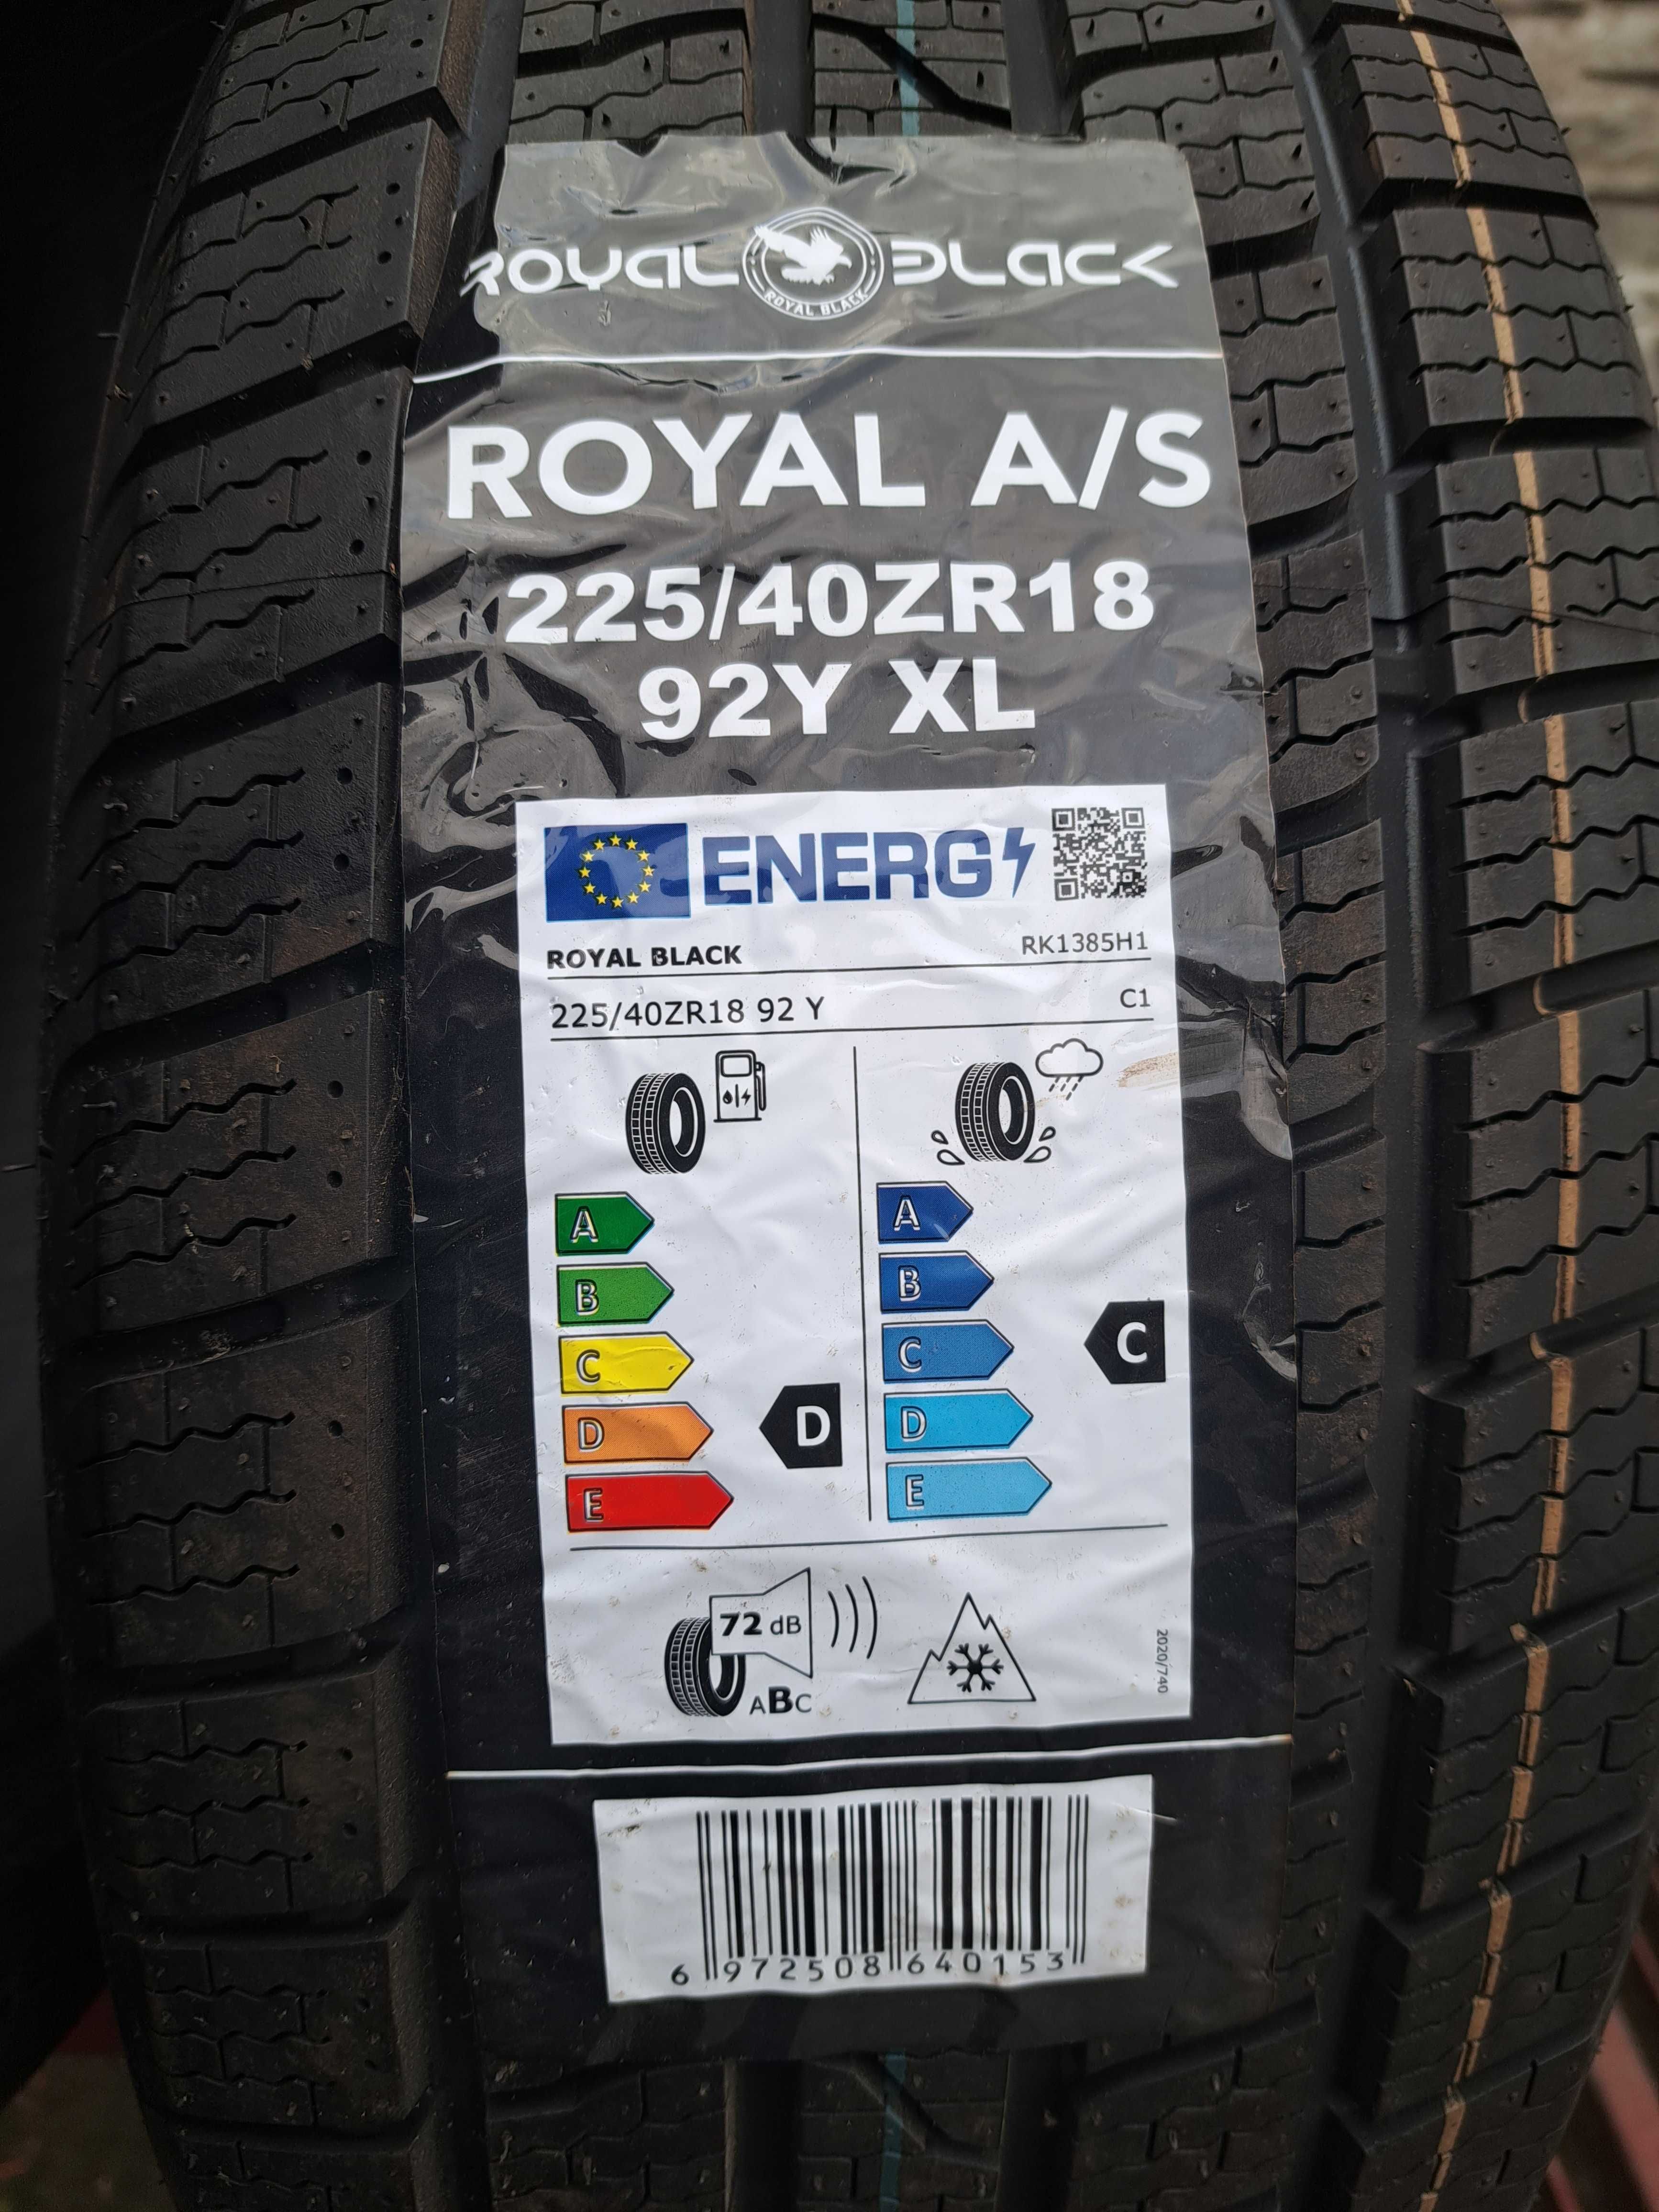 ROYAL BLACK
ROYAL BLACK
ROYAL A/S
225/40ZR18
92Y XL
ENERG
ROYAL BLACK RK1385H1
225/40ZR18 92 Y C1
A A
B B
C C C
D D D
E E
72 dB
ABC
2020/740
6 972508 640153